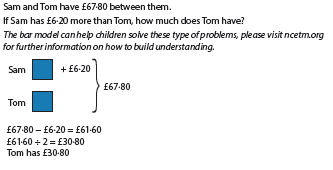 Sam and Tom have £67·80 between them.
If Sam has £6·20 more than Tom, how much does Tom have?
The bar model can help children solve these type of problems, please visit ncetm.org
for further information on how to build understanding.
Sam + £6·20
£67·80
Tom
£67·80 – £6·20 = £61·60
£61·60 ÷ 2 = £30·80
Tom has £30·80